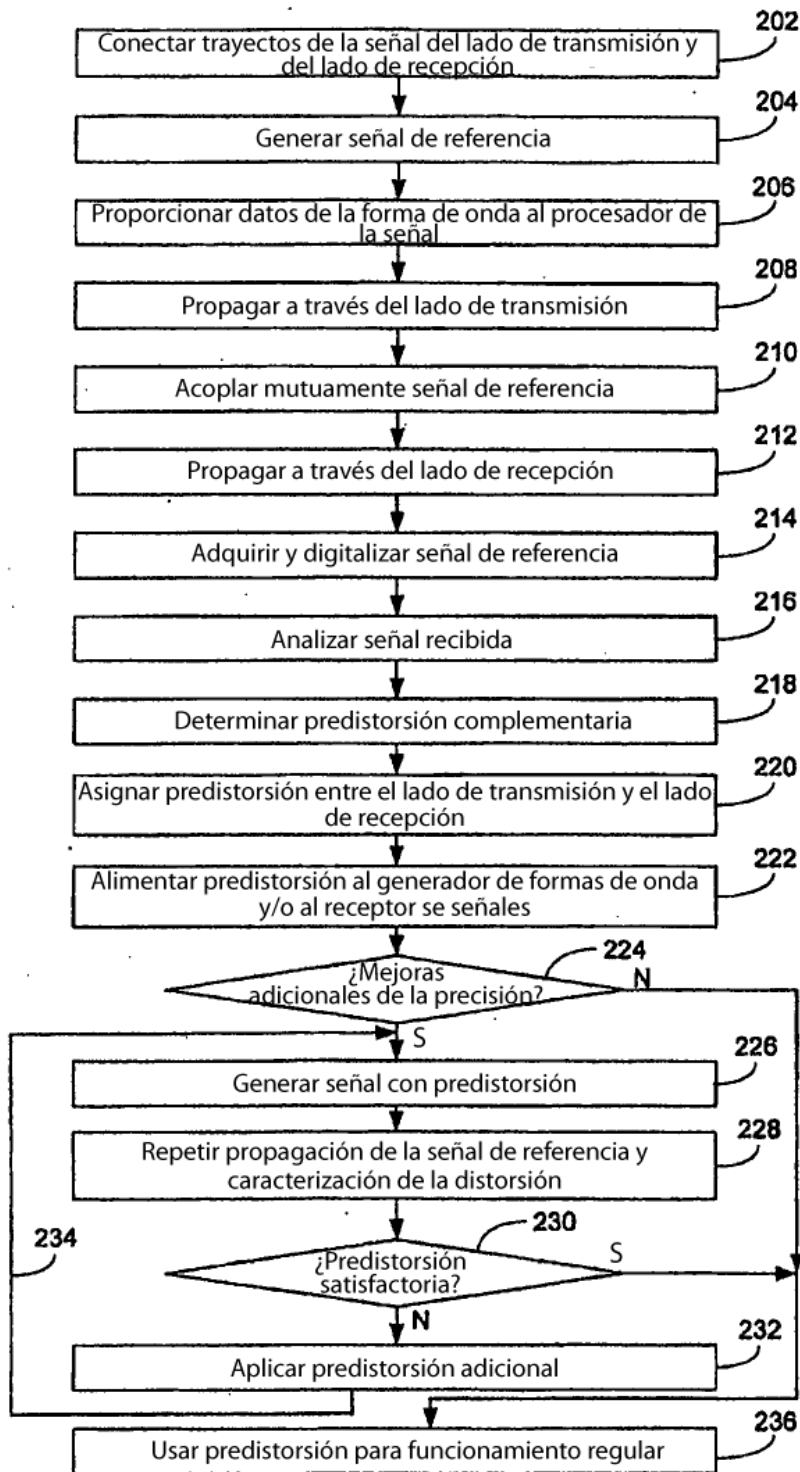 202
Conectar trayectos de la señal del lado de transmisión y
del lado de recepción
204
Generar señal de referencia
206
Proporcionar datos de la forma de onda al procesador de
la señal
208
Propagar a través del lado de transmisión
210
Acoplar mutuamente señal de referencia
212
Propagar a través del lado de recepción
214
Adquirir y digitalizar señal de referencia
216
Analizar señal recibida
218
Determinar predistorsión complementaria
220
Asignar predistorsión entre el lado de transmisión y el lado
de recepción
222
Alimentar predistorsión al generador de formas de onda
y/o al receptor se señales
224
¿Mejoras
adicionales de la precisión?
N
S
226
Generar señal con predistorsión
228
Repetir propagación de la señal de referencia y
caracterización de la distorsión
230
234
¿Predistorsión
satisfactoria?
S
N
232
Aplicar predistorsión adicional
236
Usar predistorsión para funcionamiento regular